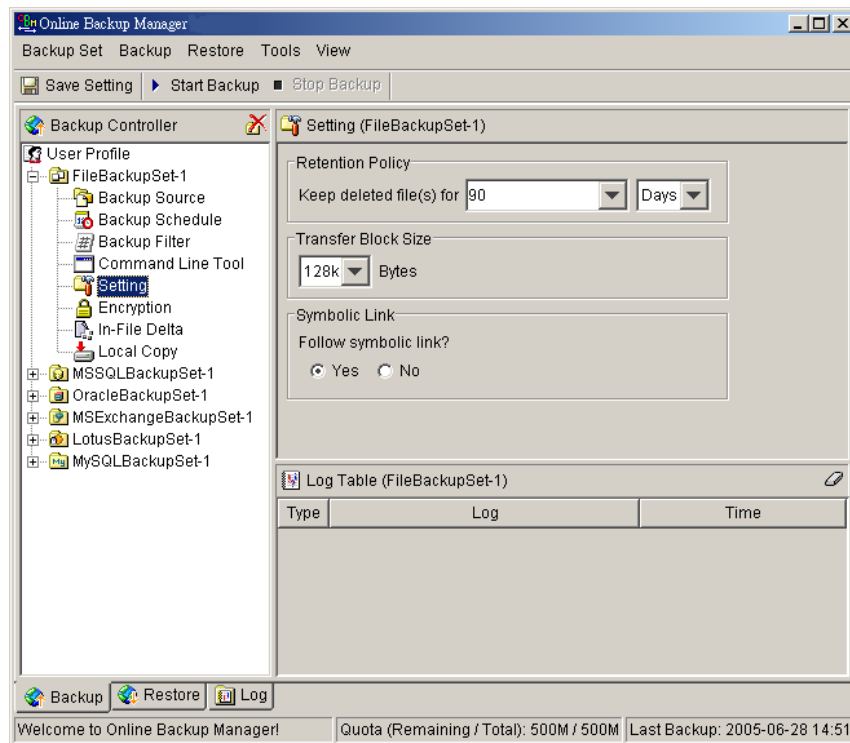 Online Backup Manager
Backup Set Backup Restore Tools View
Save Setting Start Backup Stop Backup
Backup Controller
User Profile
FileBackupSet-1
Backup Source
Backup Schedule
Backup Filter
Command Line Tool
Setting
Encryption
In-File Delta
Local Copy
MSSQLBackupSet-1
OracleBackupSet-1
MSExchangeBackupSet-1
LotusBackupSet-1
MySQLBackupSet-1
Setting (FileBackupSet-1)
Retention Policy
Keep deleted file(s) for 90 Days
Transfer Block Size
128k Bytes
Symbolic Link
Follow symbolic link?
Yes No
Log Table (FileBackupSet-1)
Type Log Time
Backup Restore Log
Welcome to Online Backup Manager! Quota (Remaining / Total): 500M / 500M Last Backup: 2005-06-28 14:51